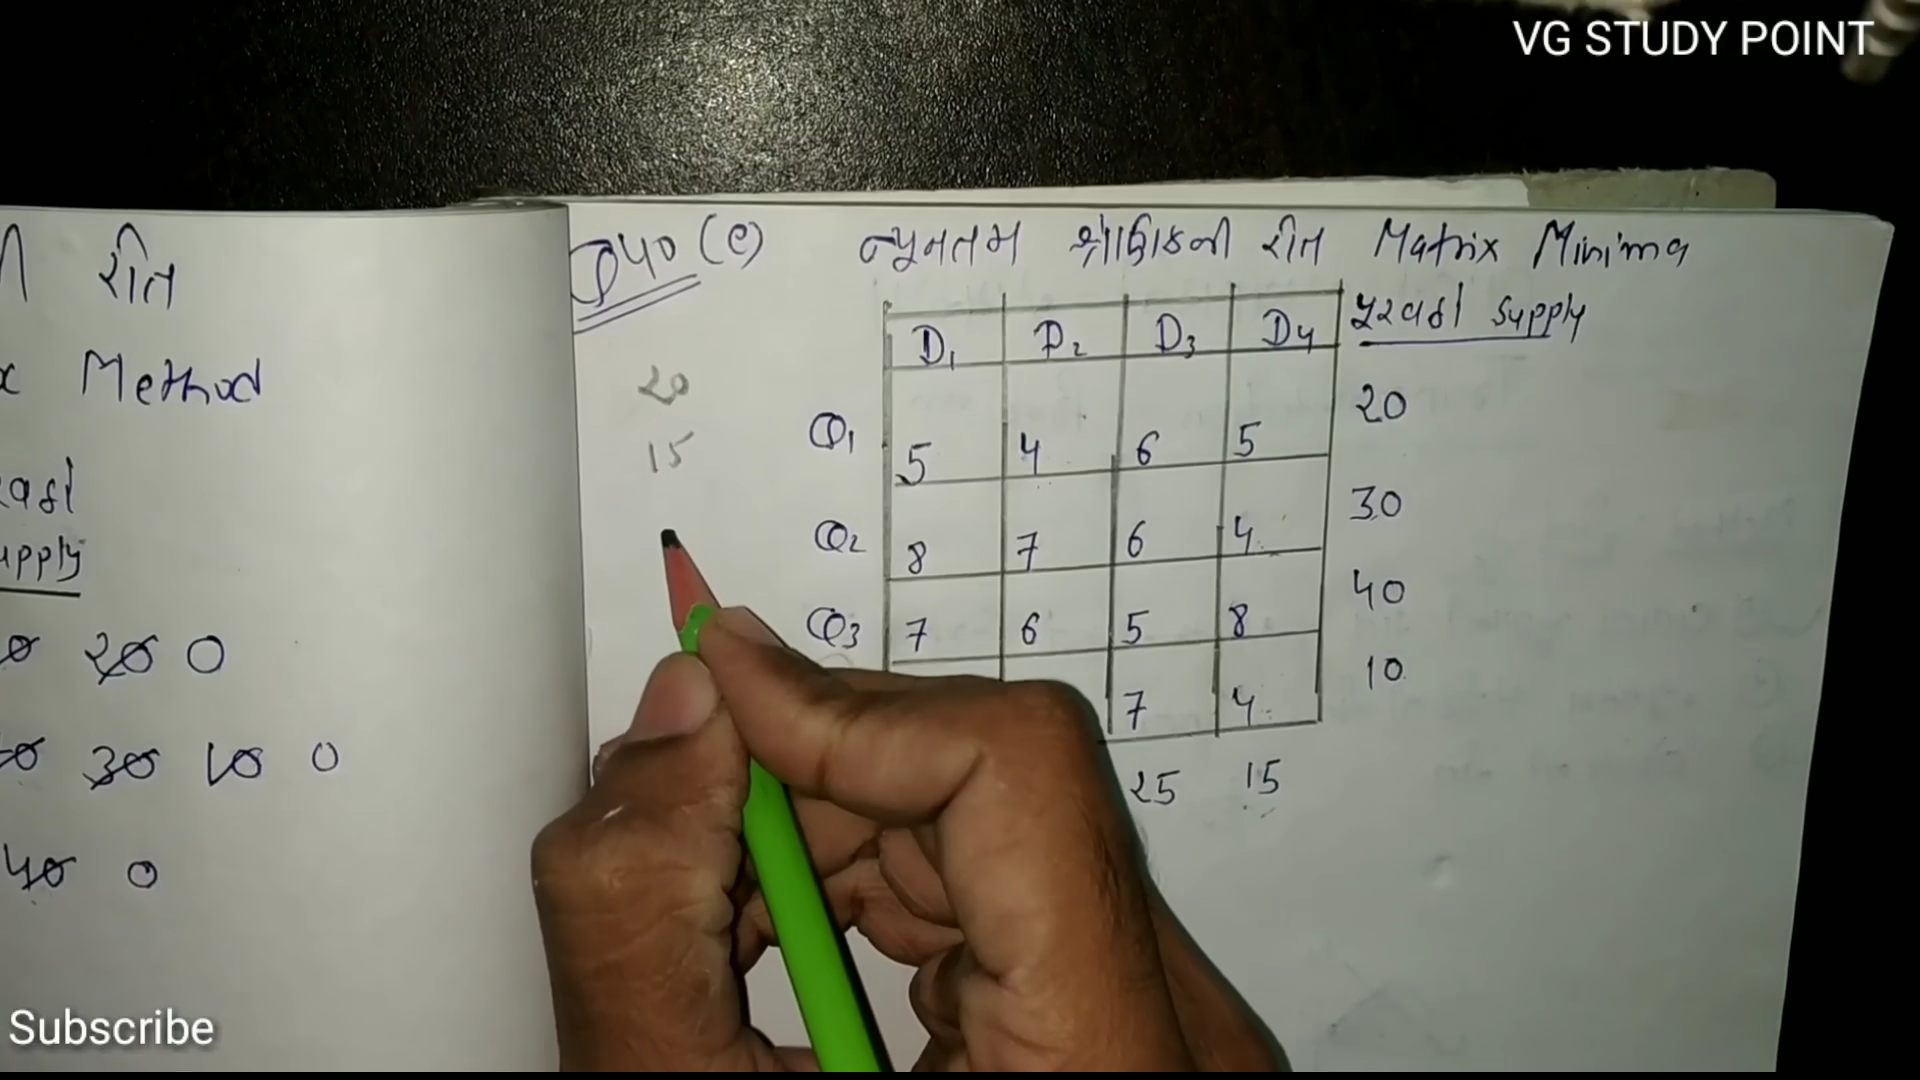 VG STUDY POINT
રીત
Method
Q 40 (e) ન્યૂનતમ શ્રેણિકની રીત Matrix Minima
પુરવઠો Supply
D1 D2 D3 D4
20
15
O1 5 4 6 5 20
O2 8 7 6 4 30
O3 7 6 5 8 40
7 4 10
25 15
20 0
30 10 0
40 0
Subscribe